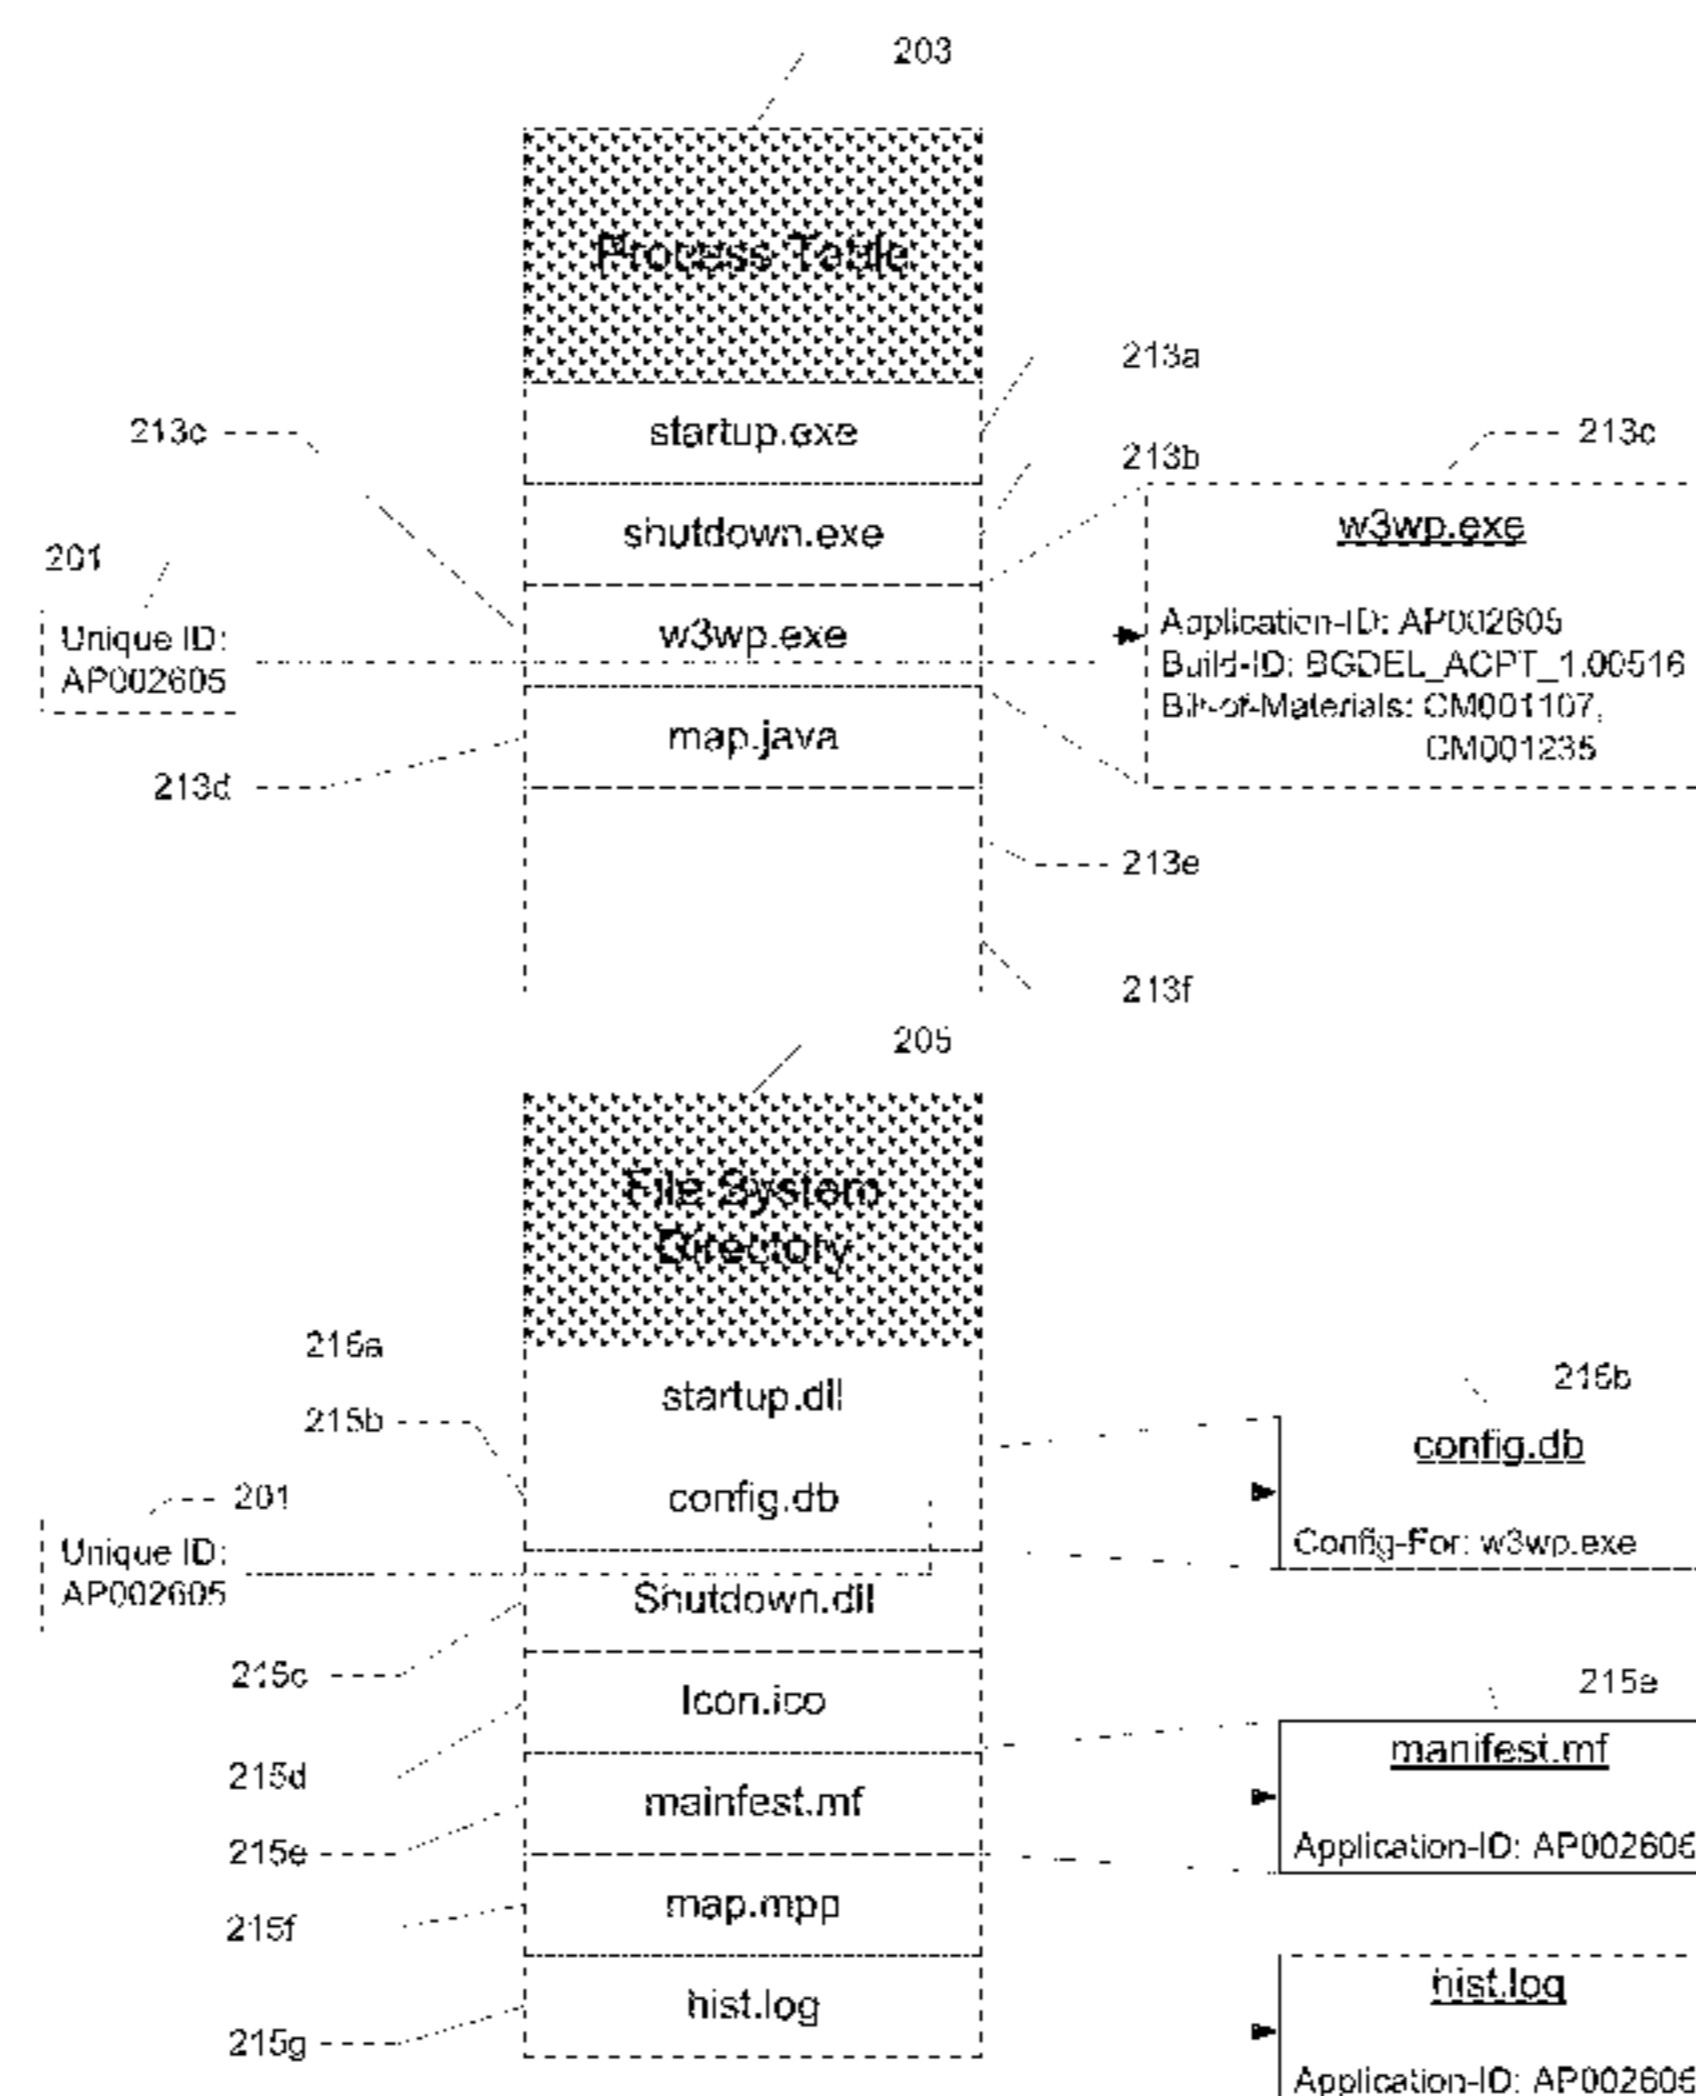 203
Process Table
213a
startup.exe
213c
213b
213c
shutdown.exe
w3wp.exe
201
Unique ID:
AP002605
w3wp.exe
Application-ID: AP002605
Build-ID: BGDEL_ACPT_1.00516
Bill-of-Materials: CM001107,
CM001235
map.java
213d
213e
213f
205
File System
Directory
215a
startup.dll
215b
215b
config.db
config.db
201
Unique ID:
AP002605
Config-For: w3wp.exe
Shutdown.dll
215c
215e
Icon.ico
manifest.mf
215d
mainfest.mf
215e
Application-ID:
map.mpp
215f
hist.log
hist.log
215g
Application-ID: